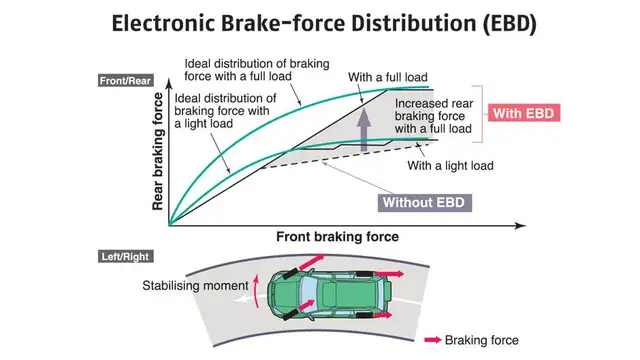 Electronic Brake-force Distribution (EBD)
Front/Rear
Ideal distribution of braking
force with a full load
With a full load
Ideal distribution of
braking force with
a light load
Increased rear
braking force
with a full load
With EBD
With a light load
Without EBD
Rear braking force
Front braking force
Left/Right
Stabilising moment
Braking force